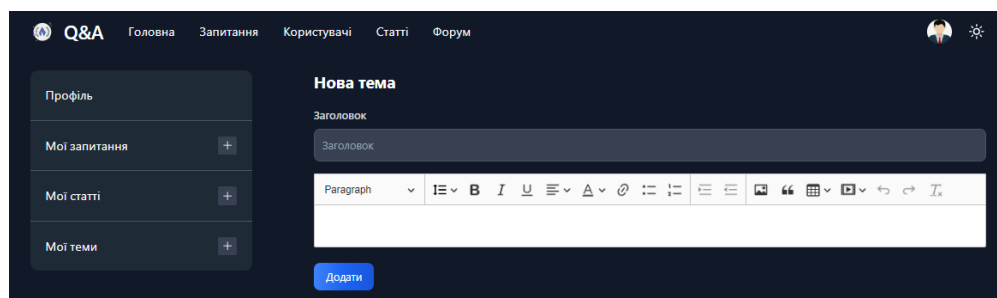 Q&A Головна Запитання Користувачі Статті Форум
Профіль
Мої запитання +
Мої статті +
Мої теми +
Нова тема
Заголовок
Заголовок
Paragraph B I U A
Додати